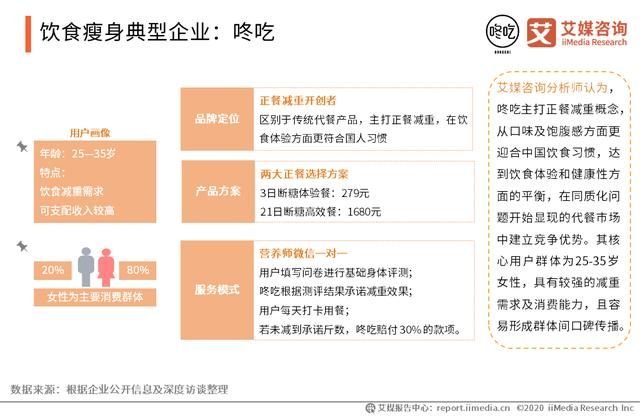 饮食瘦身典型企业：咚吃
咚吃
艾 艾媒咨询
iiMedia Research
用户画像
年龄：25—35岁
特点：
饮食减重需求
可支配收入较高
20%
80%
女性为主要消费群体
品牌定位
正餐减重开创者
区别于传统代餐产品，主打正餐减重，在饮
食体验方面更符合国人习惯
产品方案
两大正餐选择方案
3日断糖体验餐：279元
21日断糖高效餐：1680元
服务模式
营养师微信一对一
用户填写问卷进行基础身体评测；
咚吃根据测评结果承诺减重效果；
用户每天打卡用餐；
若未减到承诺斤数，咚吃赔付30%的款项。
艾媒咨询分析师认为，
咚吃主打正餐减重概念，
从口味及饱腹感方面更
迎合中国饮食习惯，达
到饮食体验和健康性方
面的平衡，在同质化问
题开始显现的代餐市场
中建立竞争优势。其核
心用户群体为25-35岁
女性，具有较强的减重
需求及消费能力，且容
易形成群体间口碑传播。
数据来源：根据企业公开信息及深度访谈整理
艾媒报告中心：report.iimedia.cn ©2020 iiMedia Research Inc